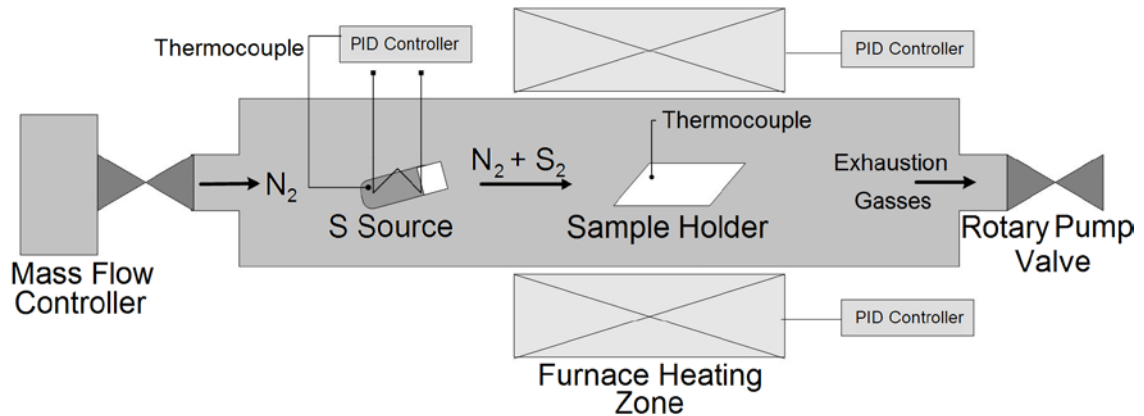 Thermocouple
PID Controller
PID Controller
Thermocouple
N2
N2 + S2
Exhaustion
Gasses
S Source
Sample Holder
Rotary Pump
Valve
Mass Flow
Controller
PID Controller
Furnace Heating
Zone